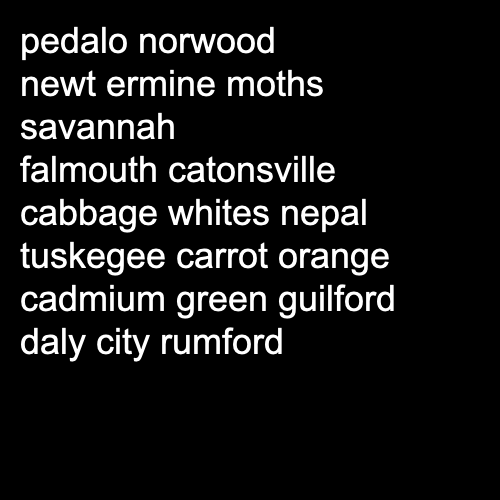 pedalo norwood
newt ermine moths
savannah
falmouth catonsville
cabbage whites nepal
tuskegee carrot orange
cadmium green guilford
daly city rumford